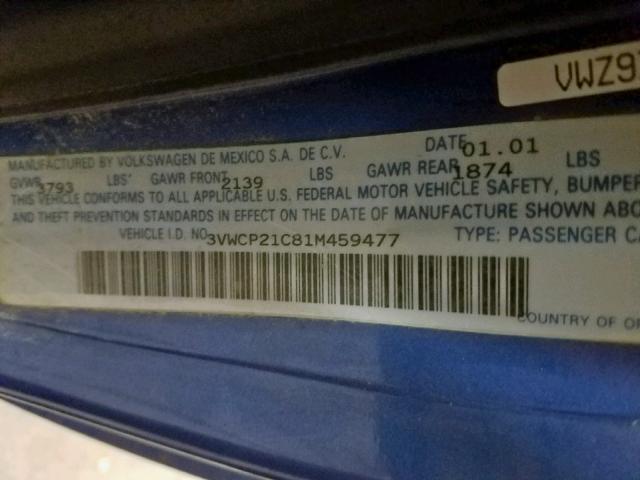 VWZ97
MANUFACTURED BY VOLKSWAGEN DE MEXICO S.A. DE C.V. DATE 01.01
GVWR 3793 LBS' GAWR FRONT 2139 LBS GAWR REAR 1874 LBS
THIS VEHICLE CONFORMS TO ALL APPLICABLE U.S. FEDERAL MOTOR VEHICLE SAFETY, BUMPER
AND THEFT PREVENTION STANDARDS IN EFFECT ON THE DATE OF MANUFACTURE SHOWN ABO
VEHICLE I.D. NO. 3VWCP21C81M459477 TYPE: PASSENGER CA
COUNTRY OF OR